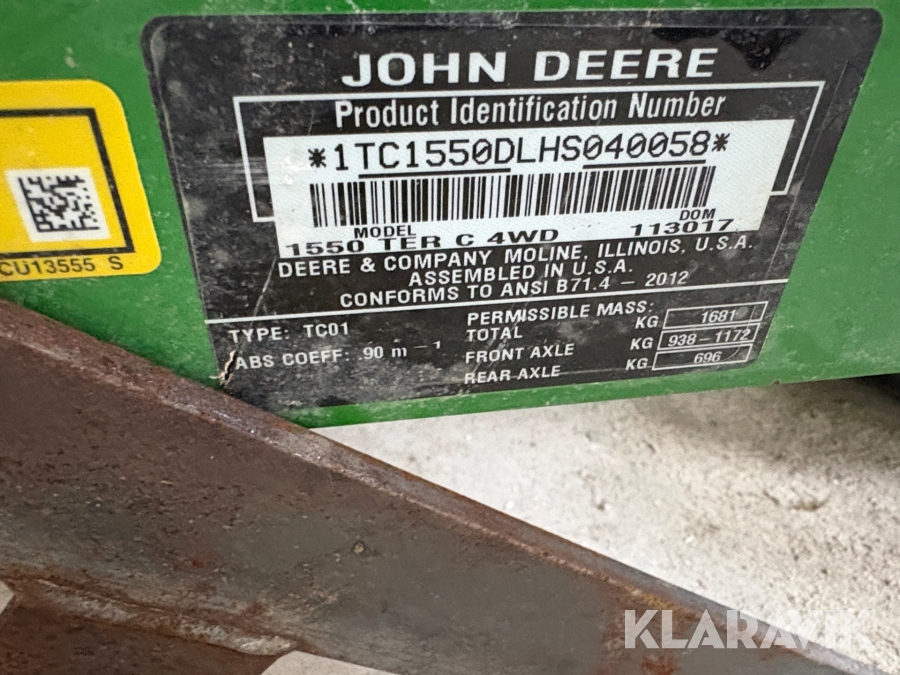 JOHN DEERE
Product Identification Number
*1TC1550DLHS040058*
MODEL DOM
1550 TER C 4WD 113017
DEERE & COMPANY MOLINE, ILLINOIS, U.S.A.
ASSEMBLED IN U.S.A.
CONFORMS TO ANSI B71.4 - 2012
TYPE: TC01
ABS COEFF: .90 m -1
PERMISSIBLE MASS:
TOTAL KG 1681
FRONT AXLE KG 938-1172
REAR AXLE KG 696
CU13555 S
KLARAVIK